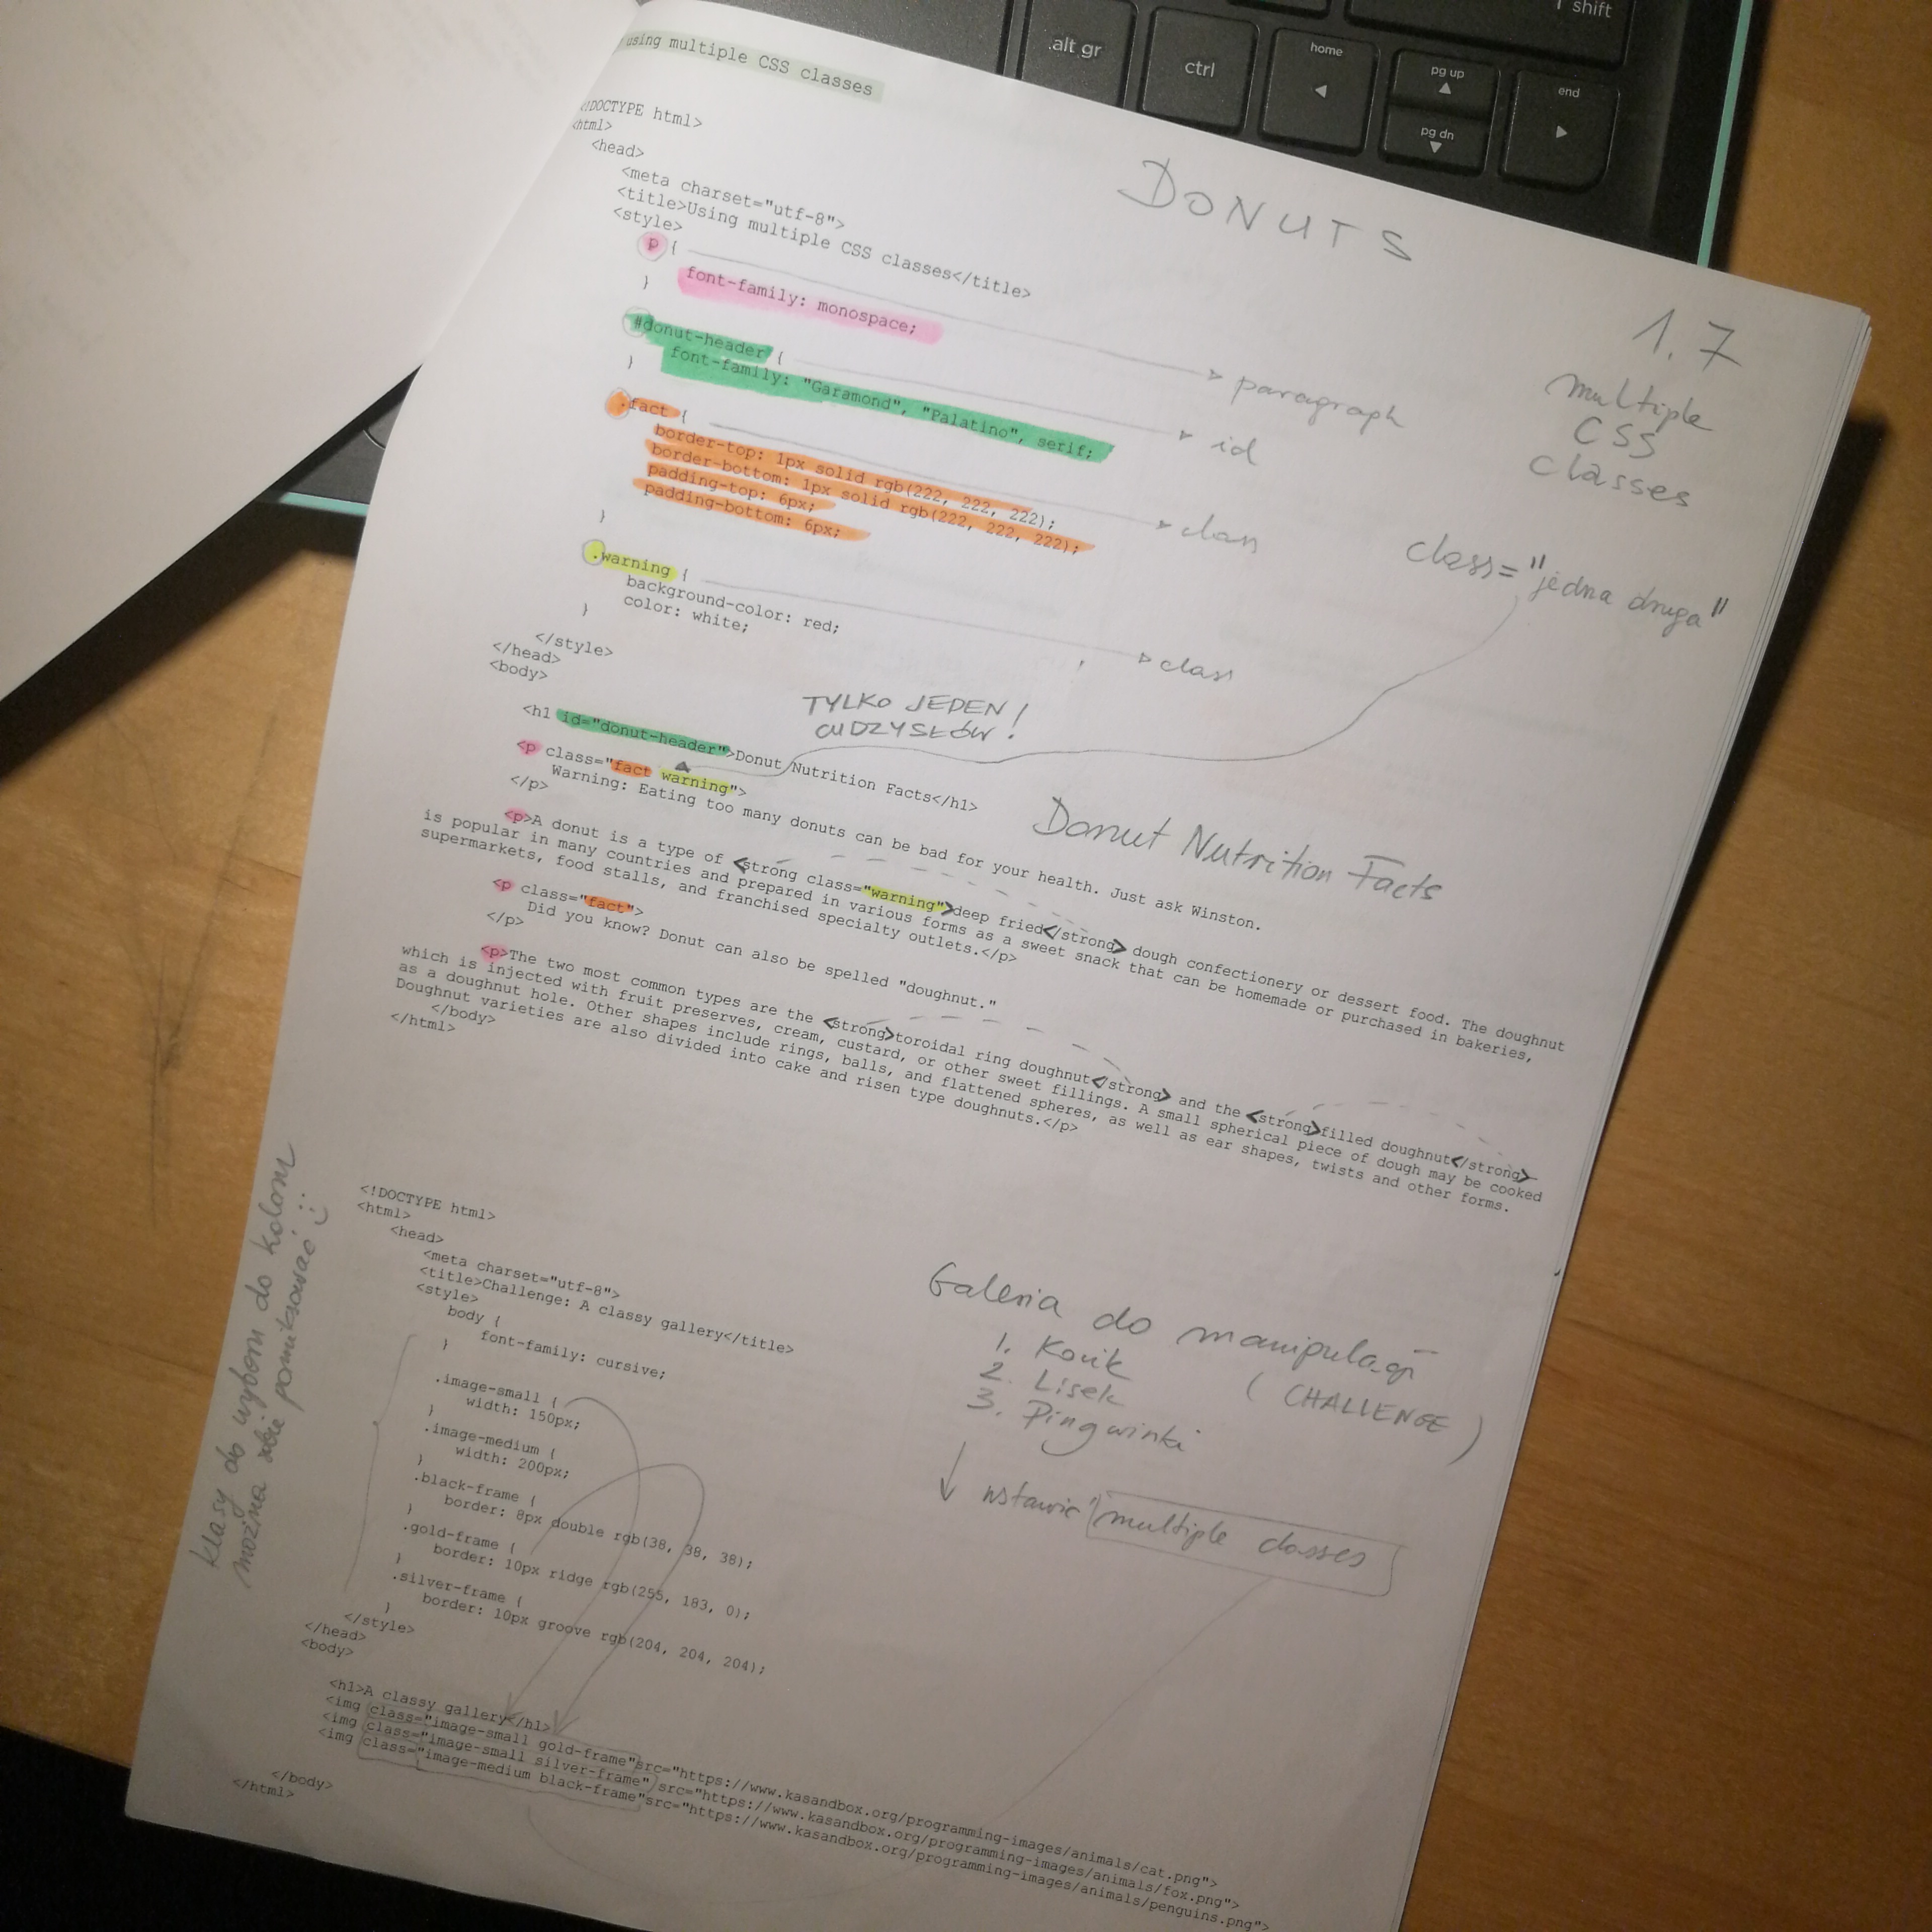 shift
.alt gr
ctrl
home
pg up
pg dn
end
using multiple CSS classes
<!DOCTYPE html>
<html>
<head>
<meta charset="utf-8">
<title>Using multiple CSS classes</title>
<style>
p {
font-family: monospace;
}
#donut-header {
font-family: "Garamond", "Palatino", serif;
}
.fact {
border-top: 1px solid rgb(222, 222, 222);
border-bottom: 1px solid rgb(222, 222, 222);
padding-top: 6px;
padding-bottom: 6px;
}
.warning {
background-color: red;
color: white;
}
</style>
</head>
<body>
DONUTS
1.7
multiple
CSS
classes
paragraph
id
class
class
class="jedna druga"
TYLKO JEDEN!
CUDZYSŁÓW!
<h1 id="donut-header">Donut Nutrition Facts</h1>
<p class="fact warning">
Warning: Eating too many donuts can be bad for your health. Just ask Winston.
</p>
Donut Nutrition Facts
<p>A donut is a type of <strong class="warning">deep fried</strong> dough confectionery or dessert food. The doughnut
is popular in many countries and prepared in various forms as a sweet snack that can be homemade or purchased in bakeries,
supermarkets, food stalls, and franchised specialty outlets.</p>
<p class="fact">
Did you know? Donut can also be spelled "doughnut."
</p>
<p>The two most common types are the <strong>toroidal ring doughnut</strong> and the <strong>filled doughnut</strong>
which is injected with fruit preserves, cream, custard, or other sweet fillings. A small spherical piece of dough may be cooked
as a doughnut hole. Other shapes include rings, balls, and flattened spheres, as well as ear shapes, twists and other forms.
Doughnut varieties are also divided into cake and risen type doughnuts.</p>
</body>
</html>
klasy do wyboru do koloru
można sobie pomiksować :)
<!DOCTYPE html>
<html>
<head>
<meta charset="utf-8">
<title>Challenge: A classy gallery</title>
<style>
body {
font-family: cursive;
}
.image-small {
width: 150px;
}
.image-medium {
width: 200px;
}
.black-frame {
border: 8px double rgb(38, 38, 38);
}
.gold-frame {
border: 10px ridge rgb(255, 183, 0);
}
.silver-frame {
border: 10px groove rgb(204, 204, 204);
}
</style>
</head>
<body>
Galeria do manipulacji
(CHALLENGE)
1. Kocik
2. Lisek
3. Pingwinki
↓ wstawić multiple classes
<h1>A classy gallery</h1>
<img class="image-small gold-frame"src="https://www.kasandbox.org/programming-images/animals/cat.png">
<img class="image-small silver-frame" src="https://www.kasandbox.org/programming-images/animals/fox.png">
<img class="image-medium black-frame"src="https://www.kasandbox.org/programming-images/animals/penguins.png">
</body>
</html>